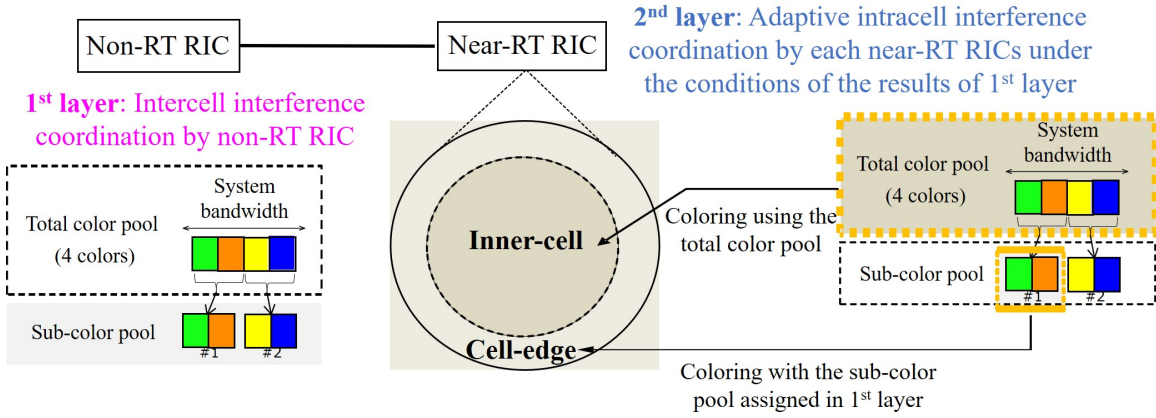 Non-RT RIC
Near-RT RIC
2nd layer: Adaptive intracell interference
coordination by each near-RT RICs under
the conditions of the results of 1st layer
1st layer: Intercell interference
coordination by non-RT RIC
System
bandwidth
Total color pool
(4 colors)
Sub-color pool
#1
#2
Inner-cell
Cell-edge
Coloring using the
total color pool
System
bandwidth
Total color pool
(4 colors)
Sub-color pool
#1
#2
Coloring with the sub-color
pool assigned in 1st layer